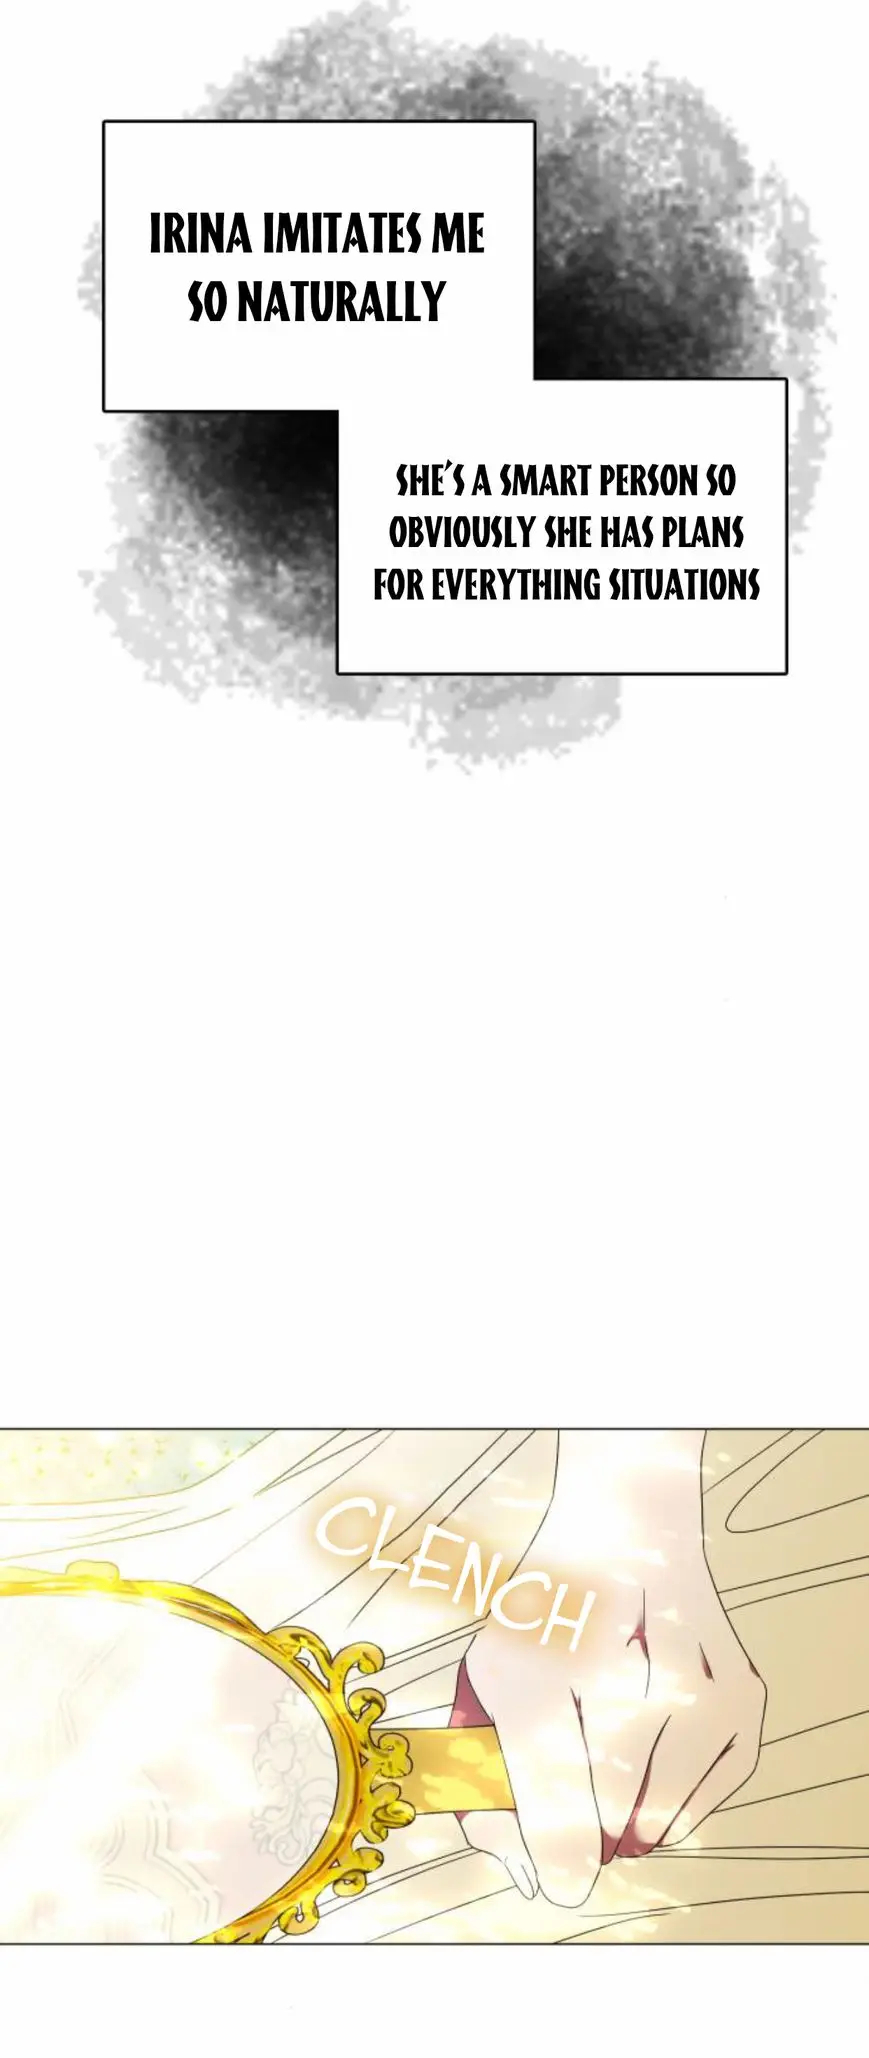 IRINA IMITATES ME
SO NATURALLY
SHE'S A SMART PERSON SO
OBVIOUSLY SHE HAS PLANS
FOR EVERYTHING SITUATIONS
CLENCH